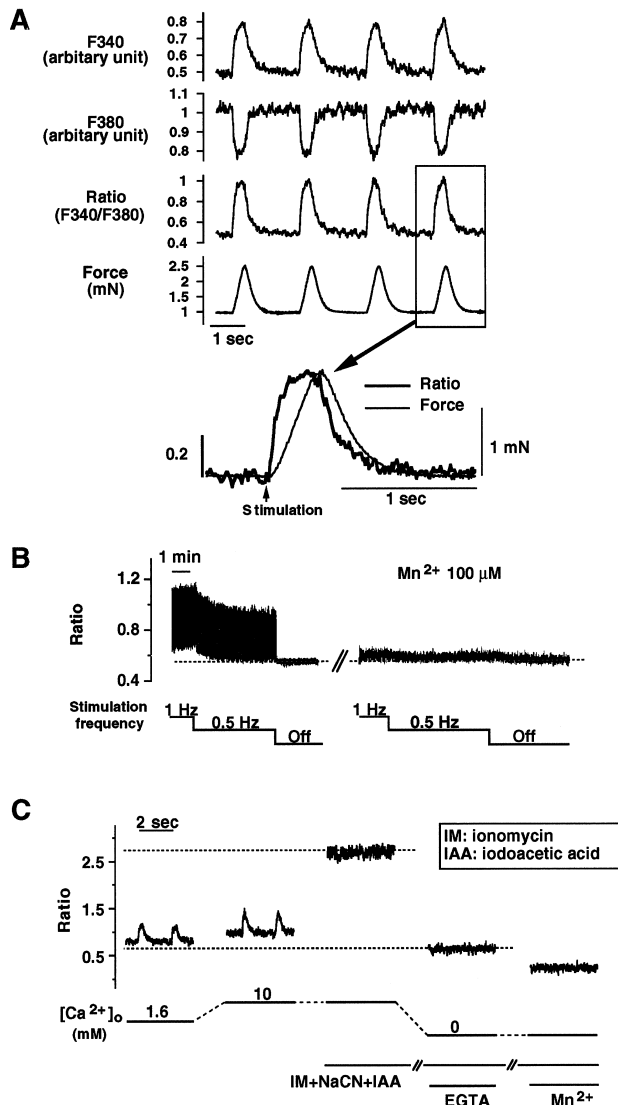 A
F340
(arbitary unit)
0.8
0.7
0.6
0.5
F380
(arbitary unit)
1.1
1
0.9
0.8
Ratio
(F340/F380)
1
0.8
0.6
0.4
Force
(mN)
2.5
2
1.5
1
1 sec
Ratio
Force
0.2
1 mN
1 sec
Stimulation
B
1 min
Mn2+ 100 µM
Ratio
1.2
0.8
0.4
Stimulation
frequency
1 Hz
0.5 Hz
Off
1 Hz
0.5 Hz
Off
C
2 sec
IM: ionomycin
IAA: iodoacetic acid
Ratio
2.5
1.5
0.5
[Ca2+]o
(mM)
1.6
10
0
IM+NaCN+IAA
EGTA
Mn2+